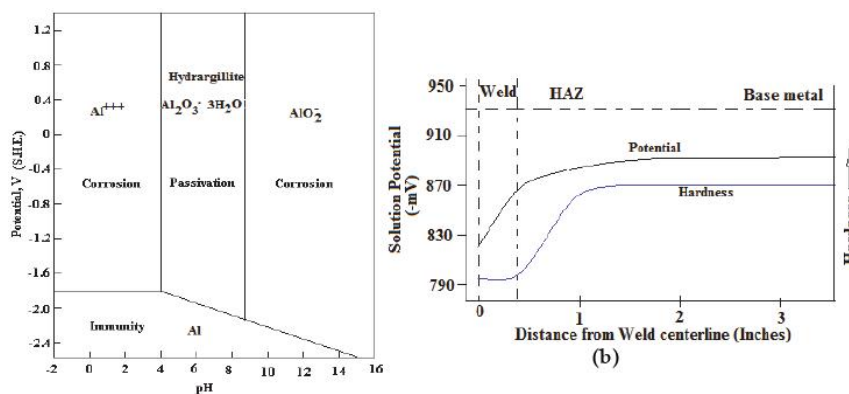 1.2
0.8
0.4
0
-0.4
-0.8
-1.2
-1.6
-2.0
-2.4
Potential, V (S.H.E.)
Hydrargillite
Al+++
Al2O3· 3H2O
AlO2-
Corrosion
Passivation
Corrosion
Immunity
Al
-2 0 2 4 6 8 10 12 14 16
pH
950
910
870
830
790
Solution Potential
(-mV)
Weld
HAZ
Base metal
Potential
Hardness
0 1 2 3
Distance from Weld centerline (Inches)
(b)